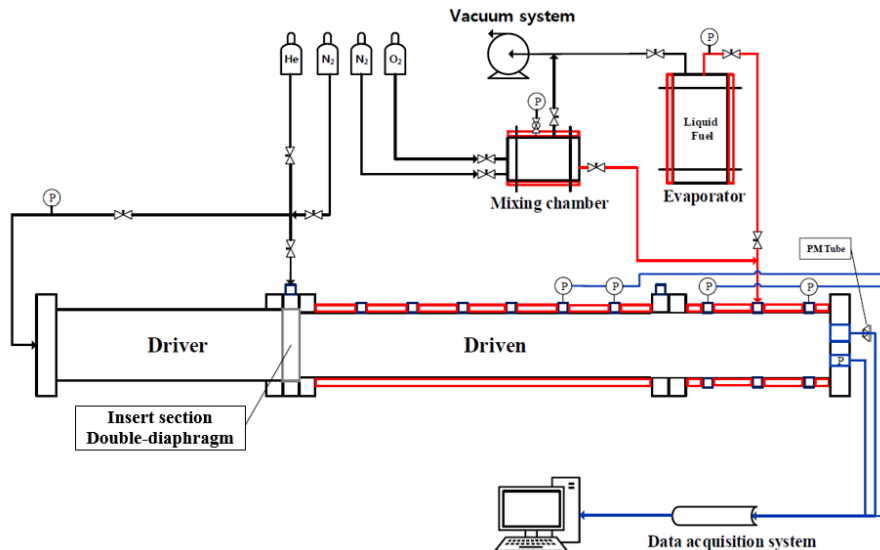 Vacuum system
He
N₂
N₂
O₂
P
P
P
Liquid
Fuel
Mixing chamber
Evaporator
PM Tube
P
P
P
P
Driver
Driven
P
Insert section
Double-diaphragm
Data acquisition system